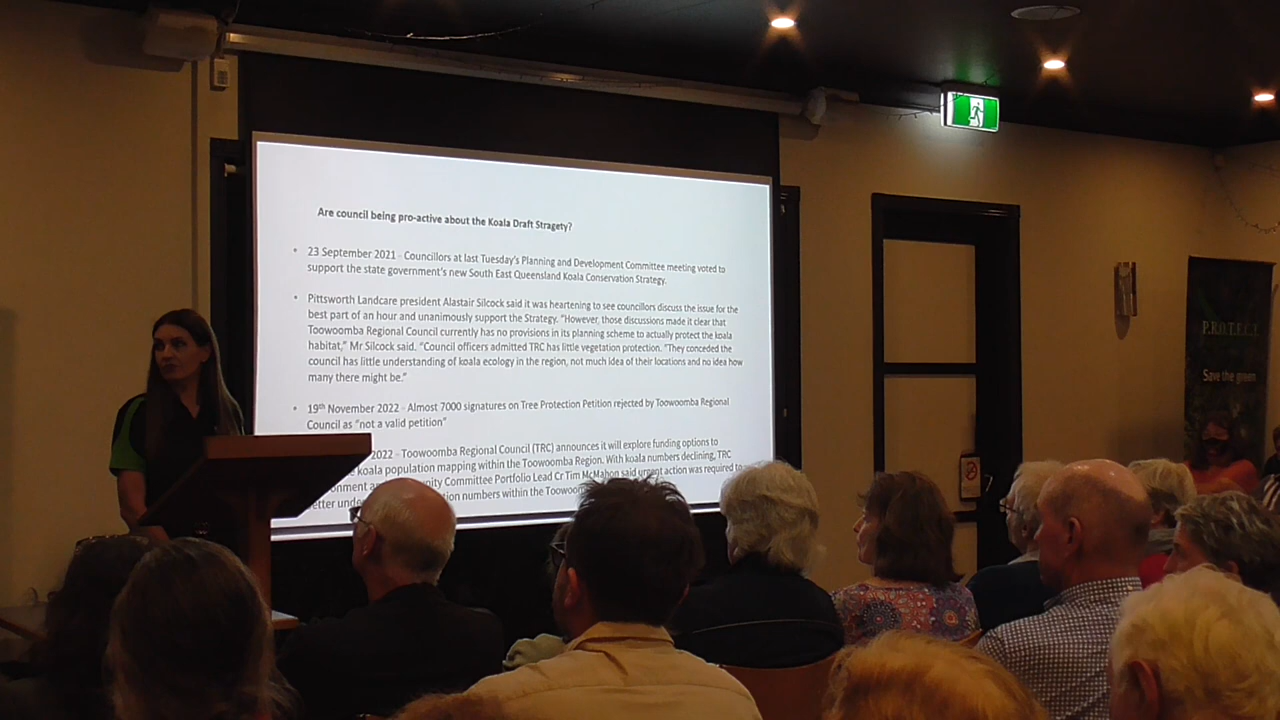 Are council being pro-active about the Koala Draft Stragety?
• 23 September 2021 - Councillors at last Tuesday's Planning and Development Committee meeting voted to
support the state government's new South East Queensland Koala Conservation Strategy.
• Pittsworth Landcare president Alastair Silcock said it was heartening to see councillors discuss the issue for the
best part of an hour and unanimously support the Strategy. "However, those discussions made it clear that
Toowoomba Regional Council currently has no provisions in its planning scheme to actually protect the koala
habitat," Mr Silcock said. "Council officers admitted TRC has little vegetation protection. "They conceded the
council has little understanding of koala ecology in the region, not much idea of their locations and no idea how
many there might be."
• 19th November 2022 - Almost 7000 signatures on Tree Protection Petition rejected by Toowoomba Regional
Council as "not a valid petition"
2022 - Toowoomba Regional Council (TRC) announces it will explore funding options to
koala population mapping within the Toowoomba Region. With koala numbers declining, TRC
Committee Portfolio Lead Cr Tim McMahon said urgent action was required to
numbers within the
P.R.O.T.E.C.T.
Save the green